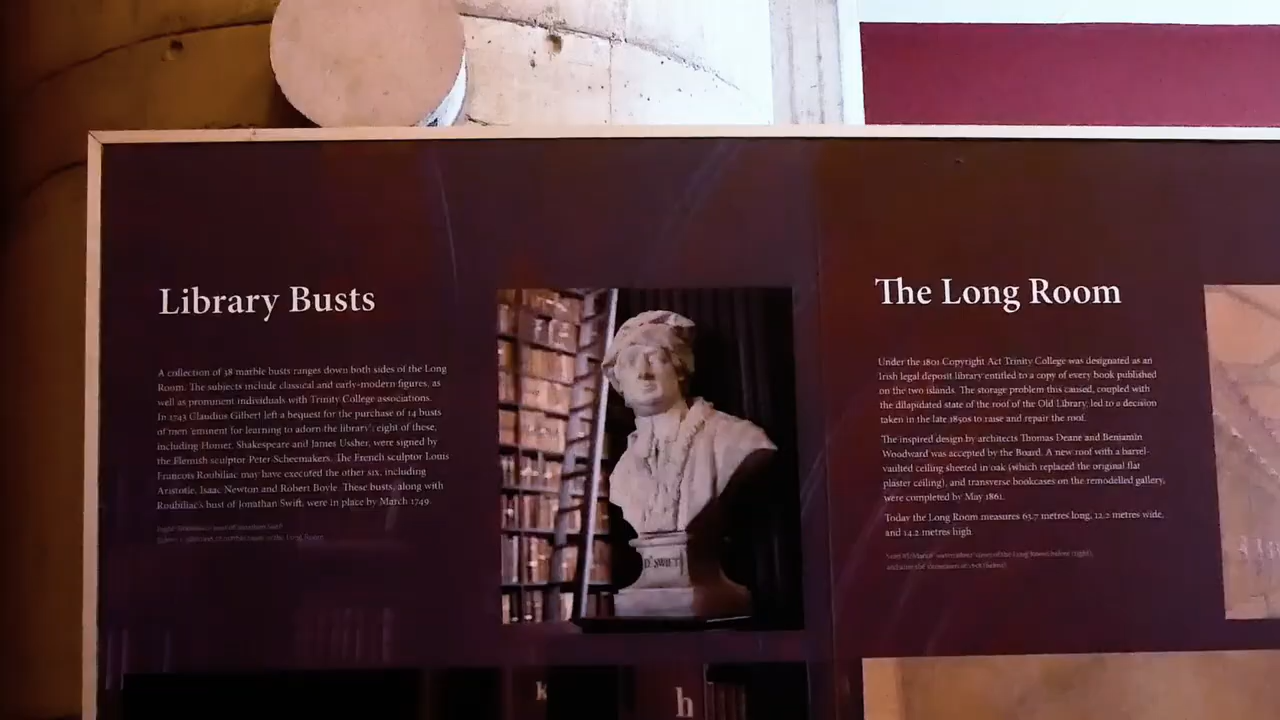 Library Busts
A collection of 38 marble busts ranges down both sides of the Long
Room. The subjects include classical and early-modern figures, as
well as prominent individuals with Trinity College associations.
In 1743 Claudius Gilbert left a bequest for the purchase of 14 busts
of men 'eminent for learning to adorn the library'; eight of these,
including Homer, Shakespeare and James Ussher, were signed by
the Flemish sculptor Peter Scheemakers. The French sculptor Louis
Francois Roubiliac may have executed the other six, including
Aristotle, Isaac Newton and Robert Boyle. These busts, along with
Roubiliac's bust of Jonathan Swift, were in place by March 1749.
D. SWIFT
k
h
The Long Room
Under the 1801 Copyright Act Trinity College was designated as an
Irish legal deposit library entitled to a copy of every book published
on the two islands. The storage problem this caused, coupled with
the dilapidated state of the roof of the Old Library, led to a decision
taken in the late 1850s to raise and repair the roof.
The inspired design by architects Thomas Deane and Benjamin
Woodward was accepted by the Board. A new roof with a barrel-
vaulted ceiling sheeted in oak (which replaced the original flat
plaster ceiling), and transverse bookcases on the remodelled gallery,
were completed by May 1861.
Today the Long Room measures 63.7 metres long, 12.2 metres wide,
and 14.2 metres high